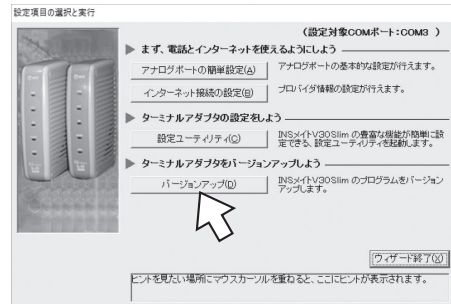 設定項目の選択と実行
(設定対象COMポート:COM3 )
まず、電話とインターネットを使えるようにしよう
アナログポートの簡単設定(A)
アナログポートの基本的な設定が行えます。
インターネット接続の設定(B)
プロバイダ情報の設定が行えます。
ターミナルアダプタの設定をしよう
設定ユーティリティ(C)
INSメイトV30Slim の豊富な機能が簡単に設
定できる、設定ユーティリティを起動します。
ターミナルアダプタをバージョンアップしよう
バージョンアップ(D)
INSメイトV30Slim のプログラムをバージョン
アップします。
ウィザード終了(X)
ヒントを見たい場所にマウスカーソルを重ねると、ここにヒントが表示されます。